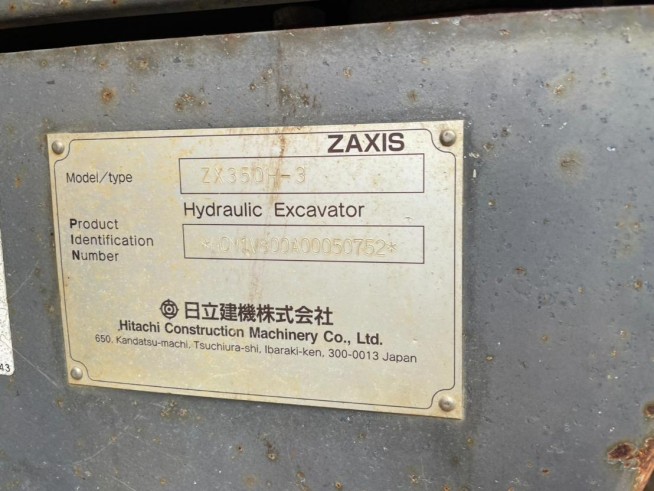 ZAXIS
Model/type ZX350H-3
Hydraulic Excavator
Product
Identification
Number
日立建機株式会社
Hitachi Construction Machinery Co., Ltd.
650, Kandatsu-machi, Tsuchiura-shi, Ibaraki-ken, 300-0013 Japan
43